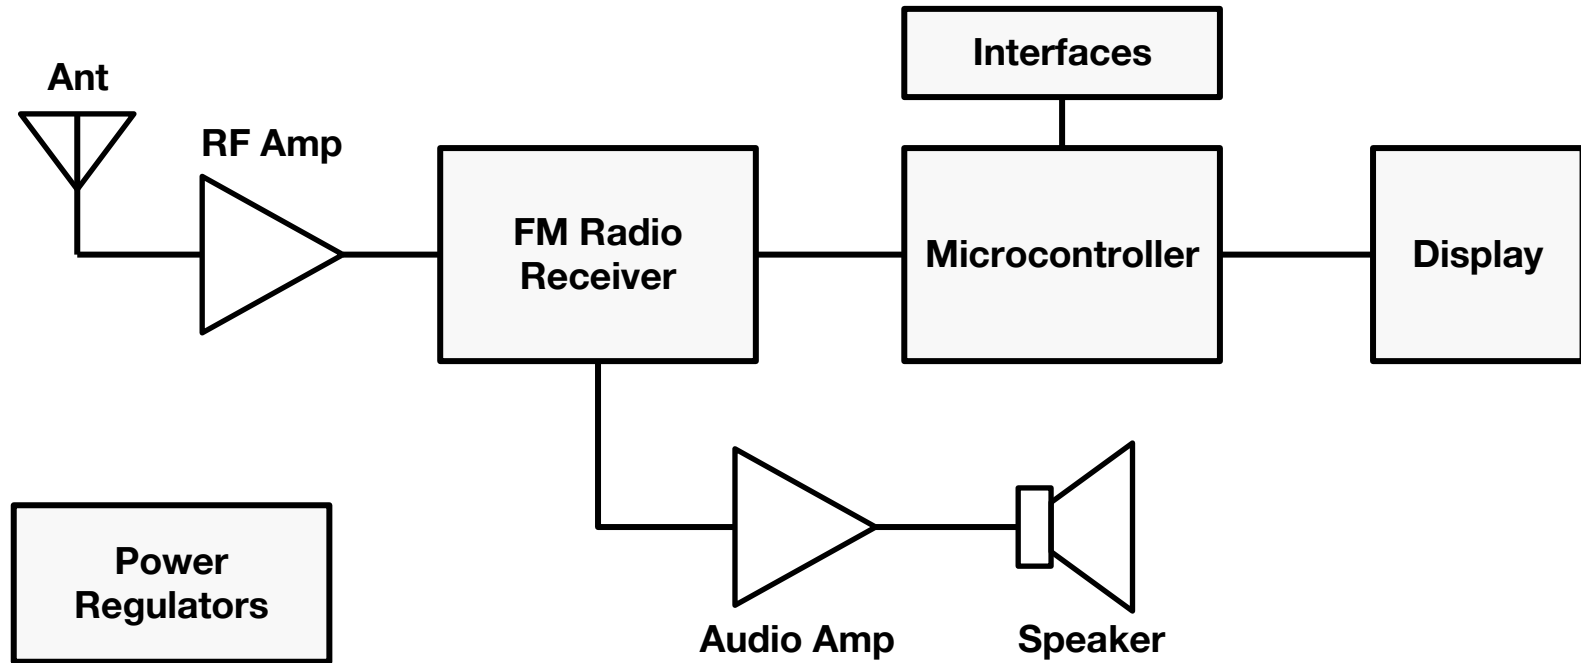 Interfaces
Ant
RF Amp
FM Radio
Receiver
Microcontroller
Display
Power
Regulators
Audio Amp
Speaker